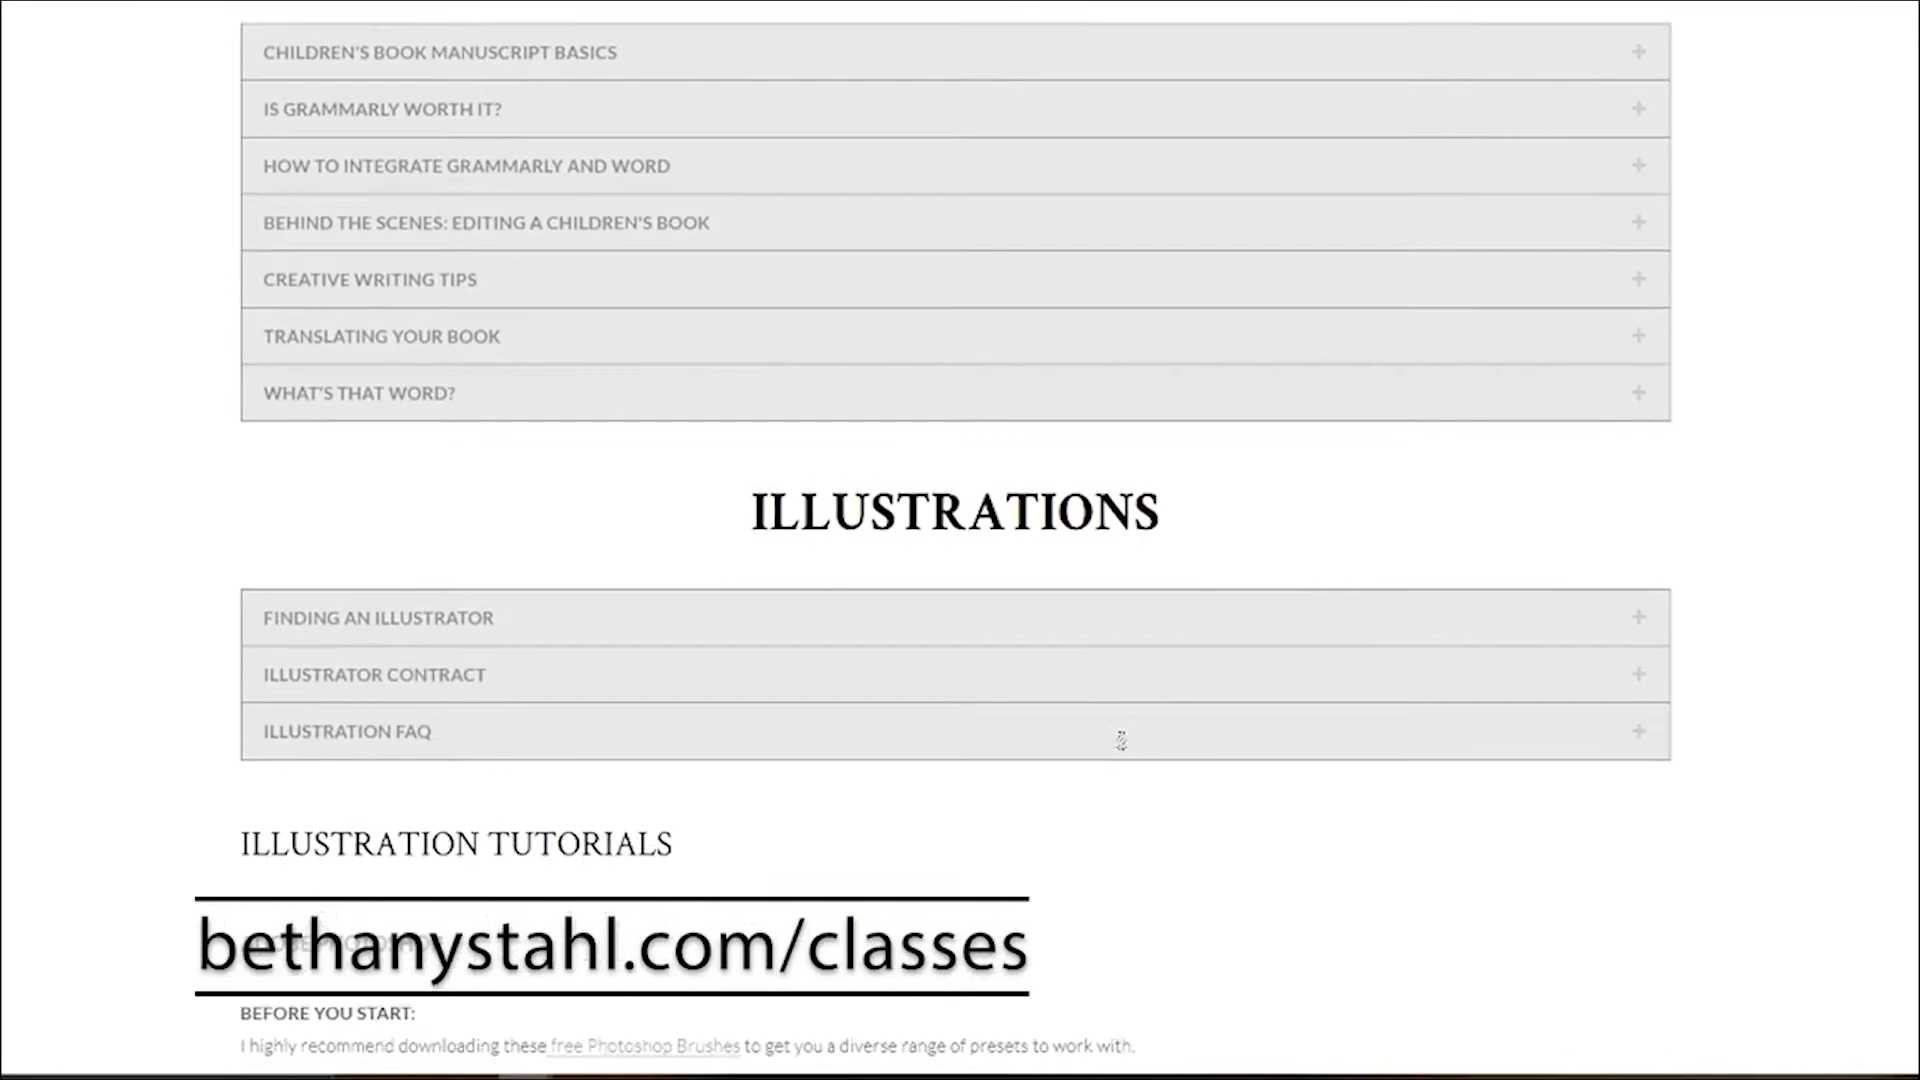 CHILDREN'S BOOK MANUSCRIPT BASICS
IS GRAMMARLY WORTH IT?
HOW TO INTEGRATE GRAMMARLY AND WORD
BEHIND THE SCENES: EDITING A CHILDREN'S BOOK
CREATIVE WRITING TIPS
TRANSLATING YOUR BOOK
WHAT'S THAT WORD?
ILLUSTRATIONS
FINDING AN ILLUSTRATOR
ILLUSTRATOR CONTRACT
ILLUSTRATION FAQ
ILLUSTRATION TUTORIALS
bethanystahl.com/classes
BEFORE YOU START:
I highly recommend downloading these free Photoshop Brushes to get you a diverse range of presets to work with.